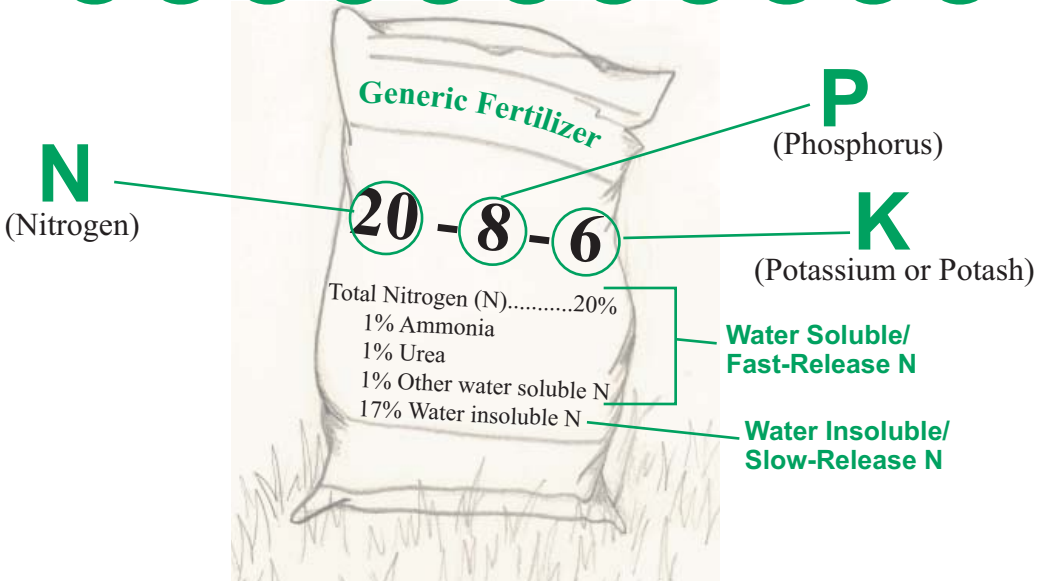 Generic Fertilizer
P
(Phosphorus)
N
(Nitrogen)
20 - 8 - 6
K
(Potassium or Potash)
Total Nitrogen (N)...........20%
1% Ammonia
1% Urea
1% Other water soluble N
17% Water insoluble N
Water Soluble/
Fast-Release N
Water Insoluble/
Slow-Release N